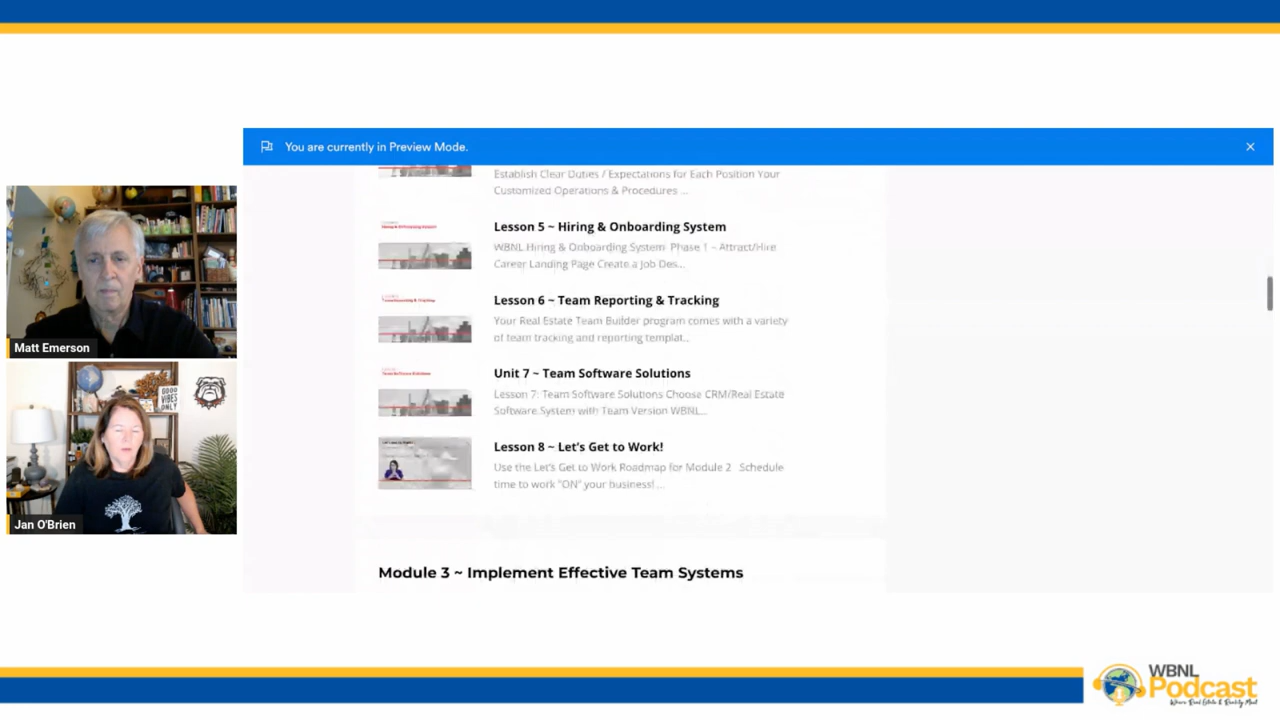 You are currently in Preview Mode.
Establish Clear Duties / Expectations for Each Position Your
Customized Operations & Procedures ...
Lesson 5 ~ Hiring & Onboarding System
WBNL Hiring & Onboarding System Phase 1 ~ Attract/Hire
Career Landing Page Create a Job Des...
Lesson 6 ~ Team Reporting & Tracking
Your Real Estate Team Builder program comes with a variety
of team tracking and reporting templat...
Unit 7 ~ Team Software Solutions
Lesson 7: Team Software Solutions Choose CRM/Real Estate
Software System with Team Version WBNL...
Lesson 8 ~ Let's Get to Work!
Use the Let's Get to Work Roadmap for Module 2 Schedule
time to work "ON" your business! ...
Module 3 ~ Implement Effective Team Systems
Matt Emerson
GOOD
VIBES
ONLY
Jan O'Brien
WBNL
Podcast
Where Real Estate & Reality Meet